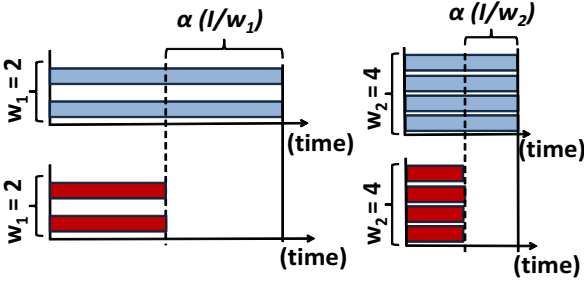 α (I/w₁)
α (I/w₂)
w₁ = 2
(time)
w₂ = 4
(time)
w₁ = 2
(time)
w₂ = 4
(time)